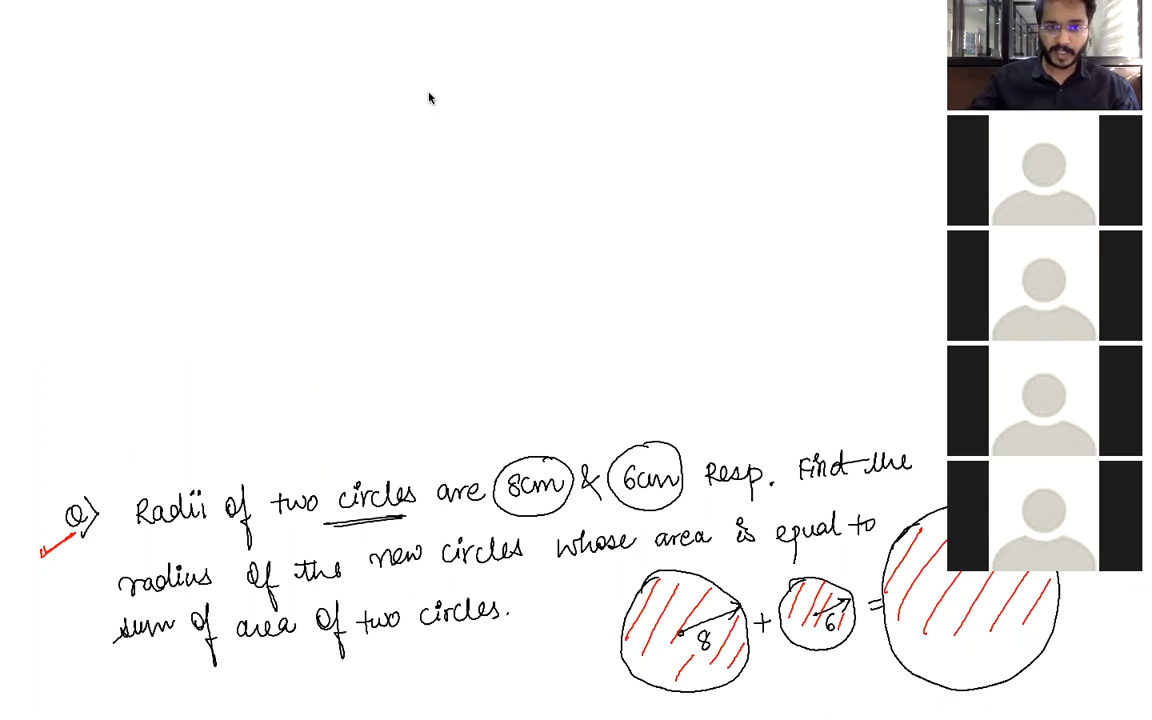 Q) Radii of two circles are 8cm & 6cm Resp. Find the
radius of the new circles whose area is equal to
sum of area of two circles.
8 + 6 =